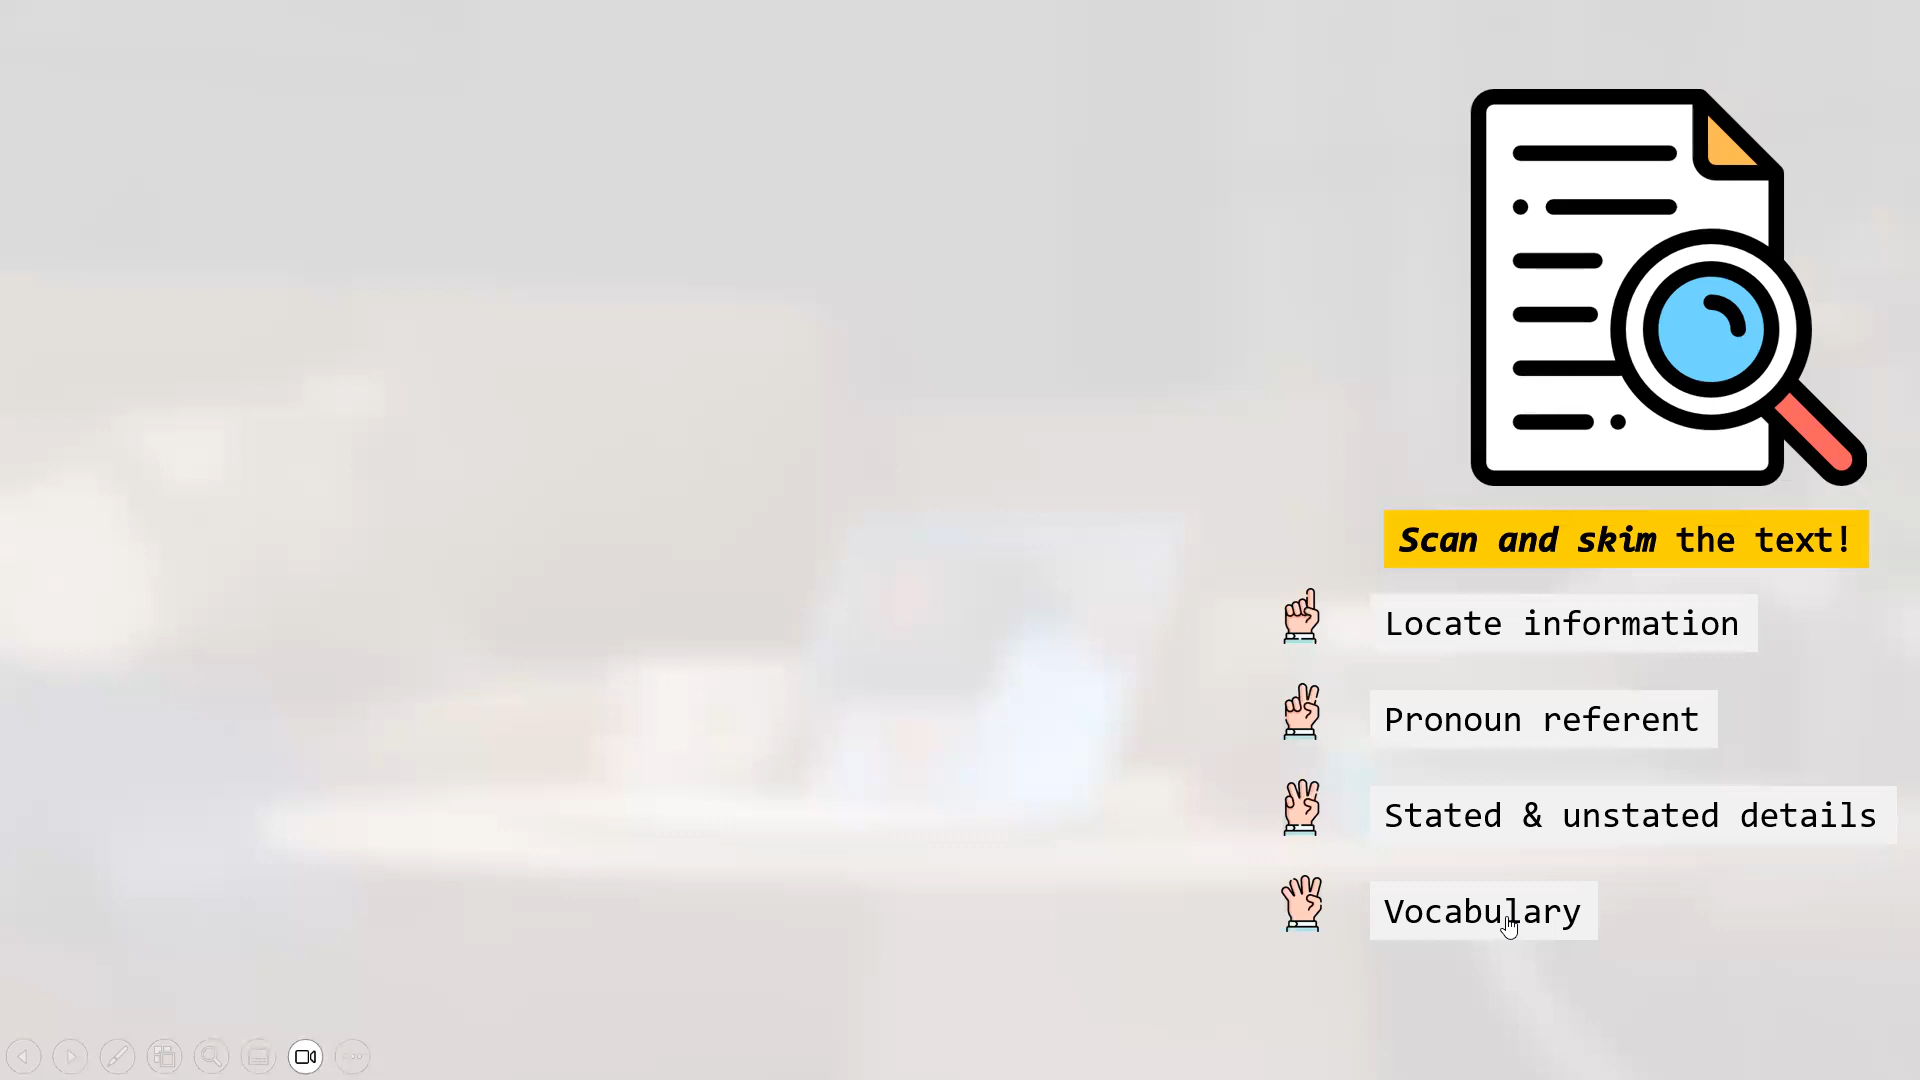 Scan and skim the text!
Locate information
Pronoun referent
Stated & unstated details
Vocabulary